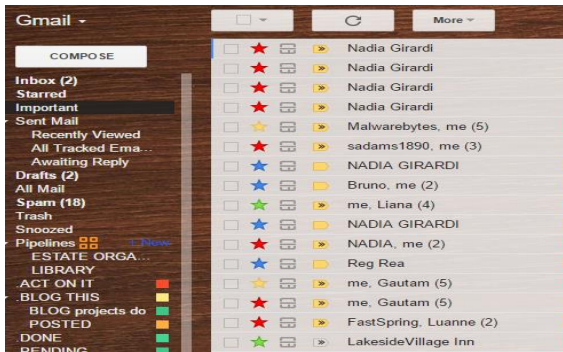 Gmail
More
COMPOSE
Inbox (2)
Starred
Important
Sent Mail
Recently Viewed
All Tracked Ema...
Awaiting Reply
Drafts (2)
All Mail
Spam (18)
Trash
Snoozed
Pipelines 1 New
ESTATE ORGA...
LIBRARY
.ACT ON IT
.BLOG THIS
BLOG projects do
POSTED
.DONE
PENDING
Nadia Girardi
Nadia Girardi
Nadia Girardi
Nadia Girardi
Malwarebytes, me (5)
sadams1890, me (3)
NADIA GIRARDI
Bruno, me (2)
me, Liana (4)
NADIA GIRARDI
NADIA, me (2)
Reg Rea
me, Gautam (5)
me, Gautam (5)
FastSpring, Luanne (2)
LakesideVillage Inn